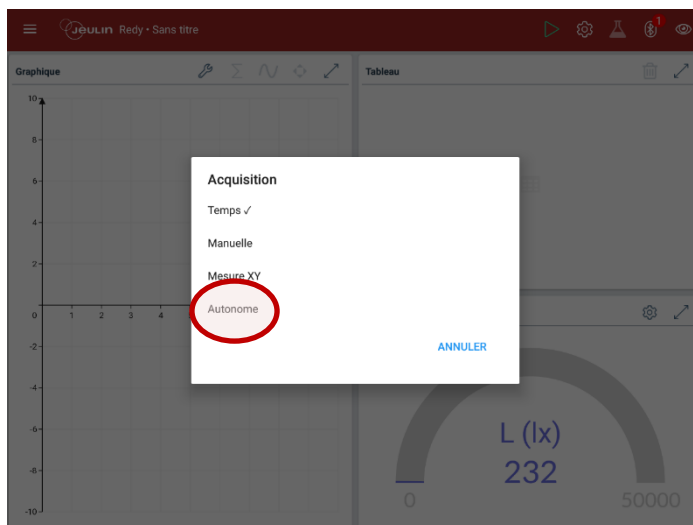 Jeulin Redy • Sans titre
1
Graphique
Tableau
10
8
6
4
2
0
1 2 3 4
-2
-4
-6
-8
-10
Acquisition
Temps ✓
Manuelle
Mesure XY
Autonome
ANNULER
L (lx)
232
0
50000